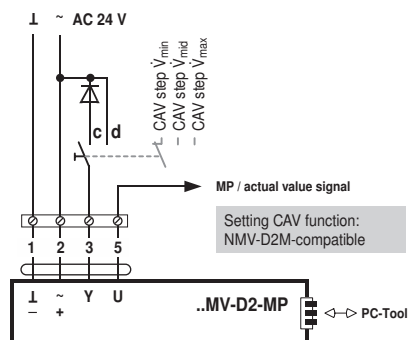 ⊥ ~ AC 24 V
CAV step V̇min
CAV step V̇mid
CAV step V̇max
c d
MP / actual value signal
Setting CAV function:
NMV-D2M-compatible
1 2 3 5
⊥ ~ Y U
– +
..MV-D2-MP
PC-Tool